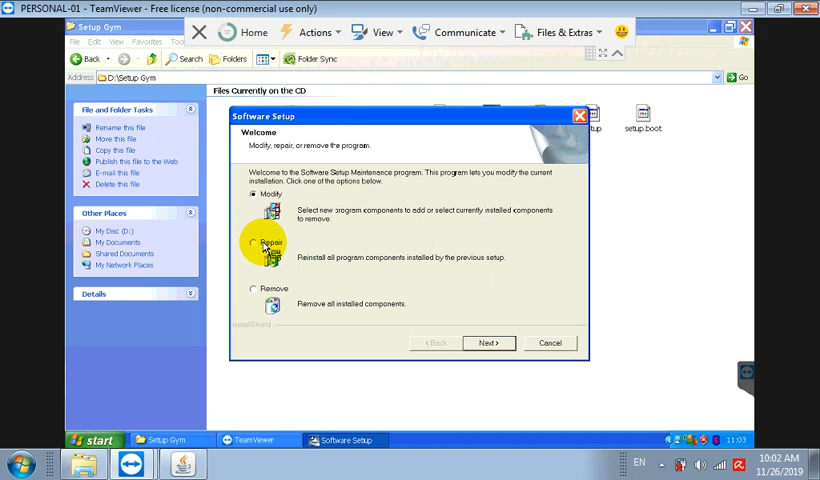 PERSONAL-01 - TeamViewer - Free license (non-commercial use only)
Setup Gym
Home
Actions
View
Communicate
Files & Extras
File Edit View Favorites
Back
Search
Folders
Folder Sync
Address
D:\Setup Gym
Go
Files Currently on the CD
File and Folder Tasks
Rename this file
Move this file
Copy this file
Publish this file to the Web
E-mail this file
Delete this file
Other Places
My Disc (D:)
My Documents
Shared Documents
My Network Places
Details
setup.boot
Software Setup
Welcome
Modify, repair, or remove the program.
Welcome to the Software Setup Maintenance program. This program lets you modify the current
installation. Click one of the options below.
Modify
Select new program components to add or select currently installed components
to remove.
Repair
Reinstall all program components installed by the previous setup.
Remove
Remove all installed components.
InstallShield
< Back
Next >
Cancel
start
Setup Gym
TeamViewer
Software Setup
11:03
EN
10:02 AM
11/26/2019